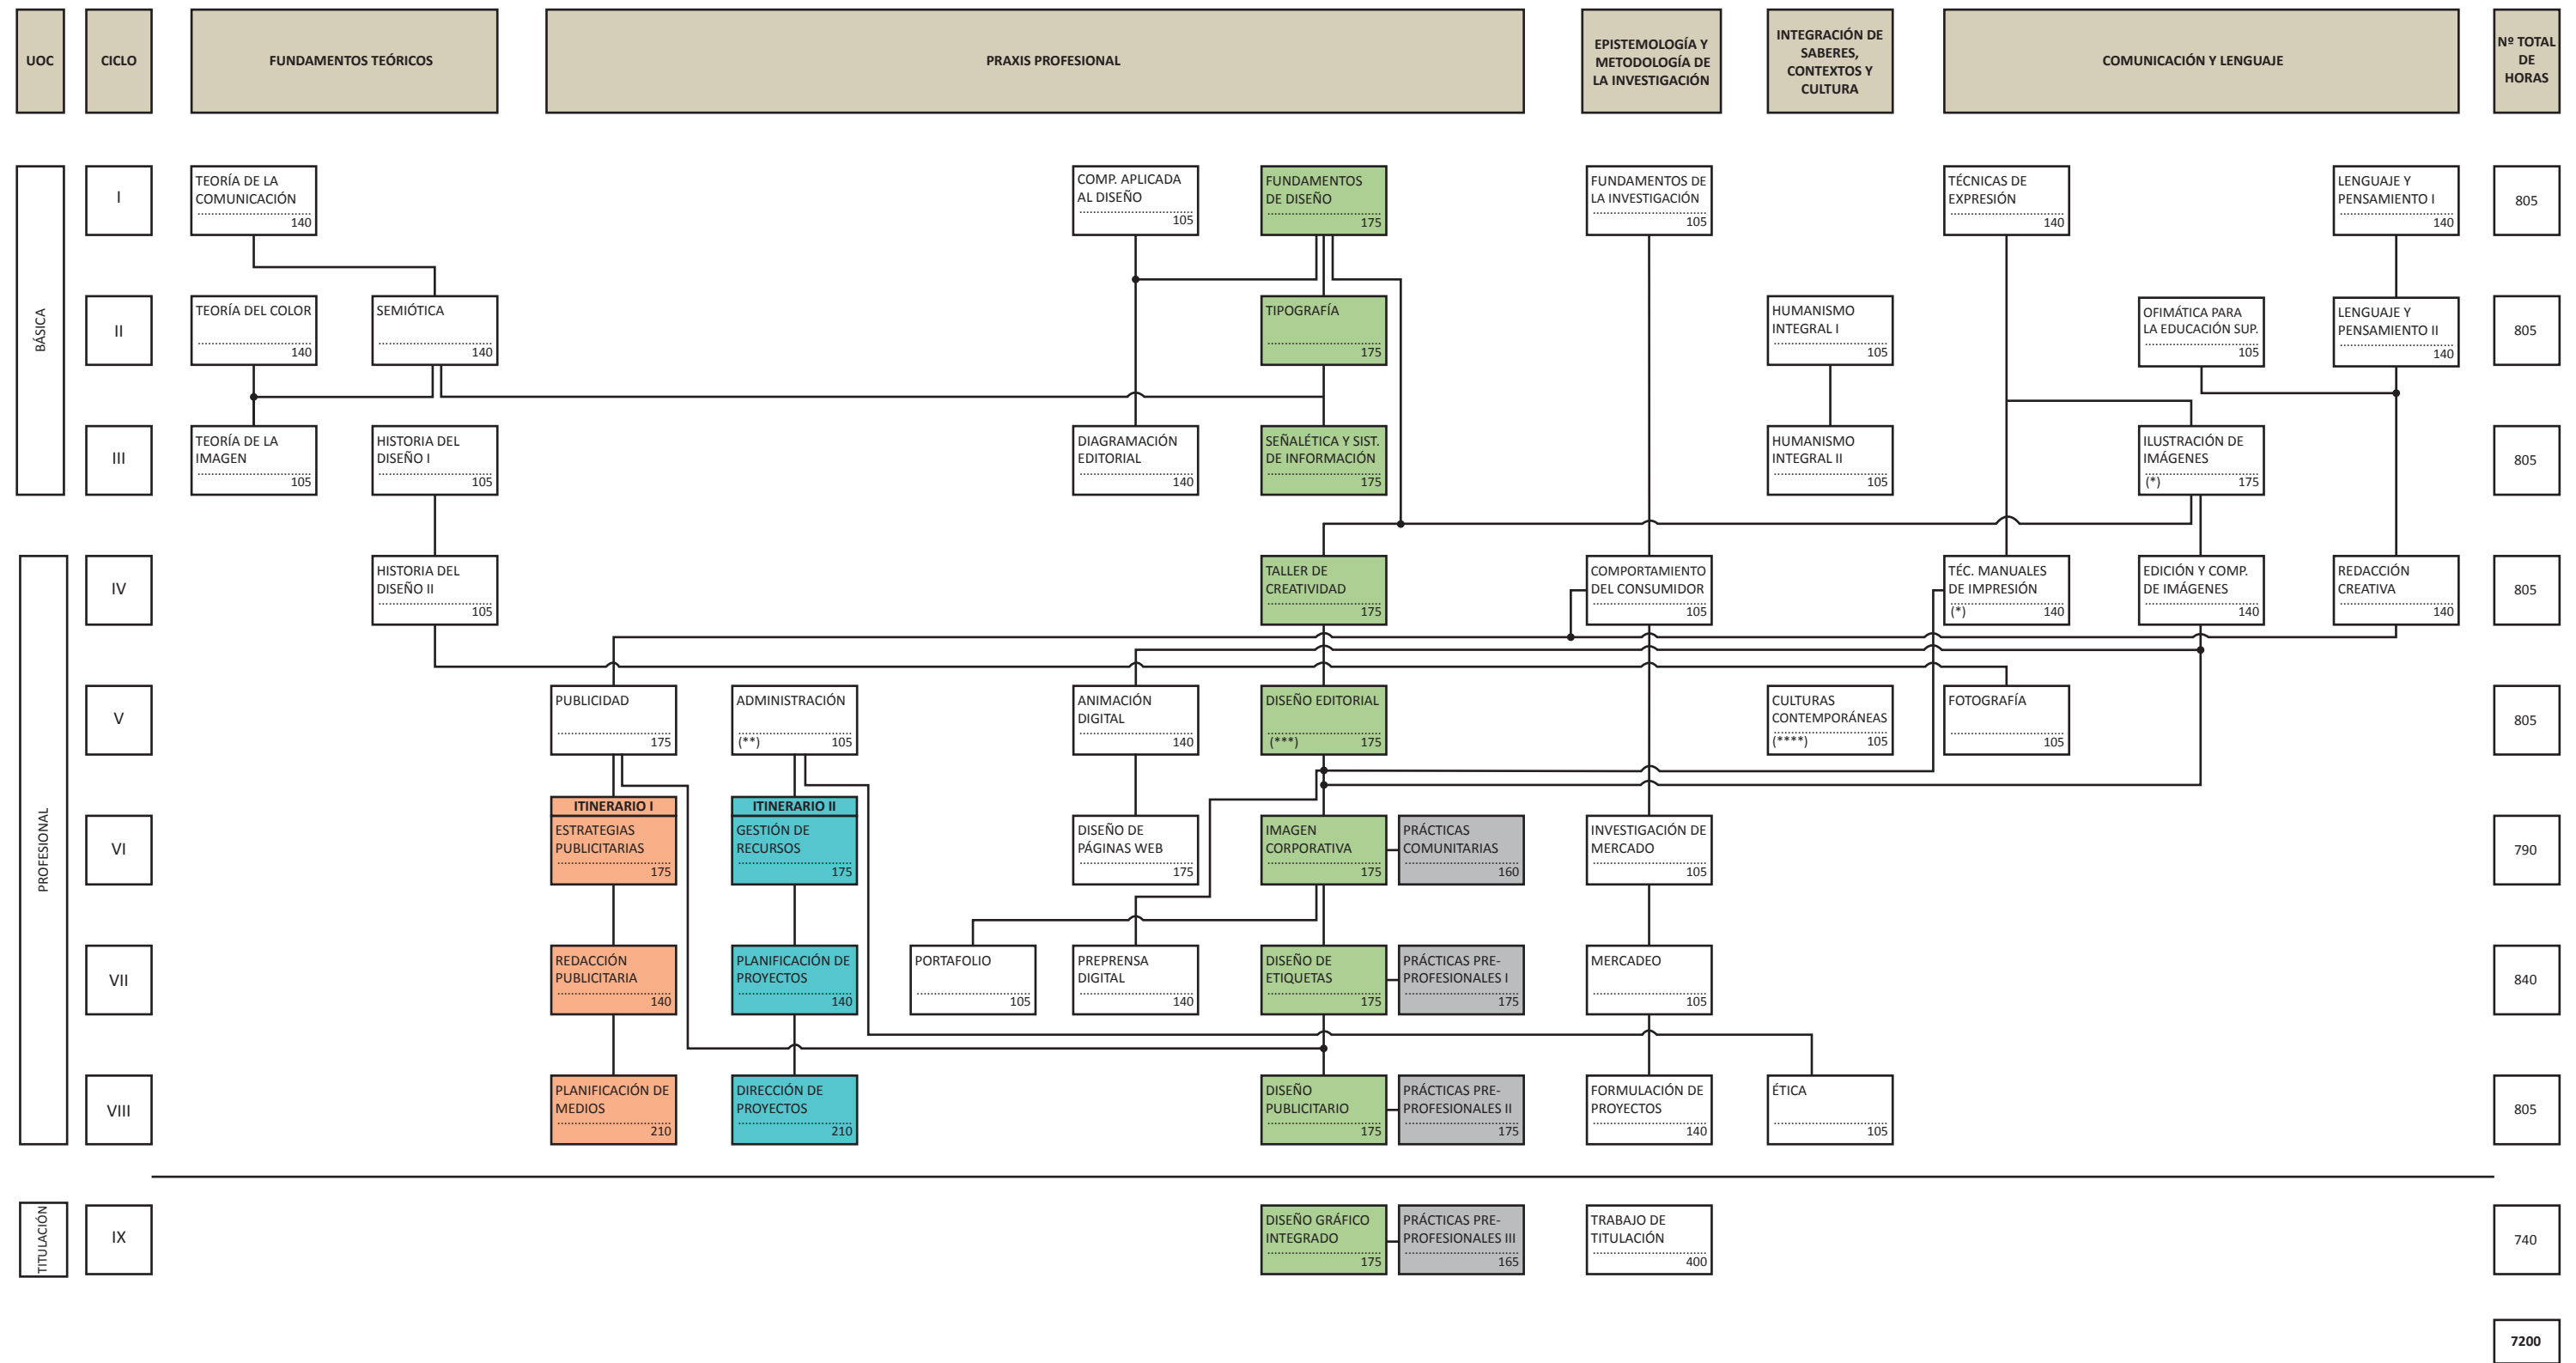 UOC
CICLO
FUNDAMENTOS TEÓRICOS
PRAXIS PROFESIONAL
EPISTEMOLOGÍA Y
METODOLOGÍA DE
LA INVESTIGACIÓN
INTEGRACIÓN DE
SABERES,
CONTEXTOS Y
CULTURA
COMUNICACIÓN Y LENGUAJE
Nº TOTAL
DE
HORAS
BÁSICA
I
TEORÍA DE LA
COMUNICACIÓN
140
COMP. APLICADA
AL DISEÑO
105
FUNDAMENTOS
DE DISEÑO
175
FUNDAMENTOS DE
LA INVESTIGACIÓN
105
TÉCNICAS DE
EXPRESIÓN
140
LENGUAJE Y
PENSAMIENTO I
140
805
II
TEORÍA DEL COLOR
140
SEMIÓTICA
140
TIPOGRAFÍA
175
HUMANISMO
INTEGRAL I
105
OFIMÁTICA PARA
LA EDUCACIÓN SUP.
105
LENGUAJE Y
PENSAMIENTO II
140
805
III
TEORÍA DE LA
IMAGEN
105
HISTORIA DEL
DISEÑO I
105
DIAGRAMACIÓN
EDITORIAL
140
SEÑALÉTICA Y SIST.
DE INFORMACIÓN
175
HUMANISMO
INTEGRAL II
105
ILUSTRACIÓN DE
IMÁGENES
(*) 175
805
PROFESIONAL
IV
HISTORIA DEL
DISEÑO II
105
TALLER DE
CREATIVIDAD
175
COMPORTAMIENTO
DEL CONSUMIDOR
105
TÉC. MANUALES
DE IMPRESIÓN
(*) 140
EDICIÓN Y COMP.
DE IMÁGENES
140
REDACCIÓN
CREATIVA
140
805
V
PUBLICIDAD
175
ADMINISTRACIÓN
(**) 105
ANIMACIÓN
DIGITAL
140
DISEÑO EDITORIAL
(***) 175
CULTURAS
CONTEMPORÁNEAS
(****) 105
FOTOGRAFÍA
105
805
VI
ITINERARIO I
ESTRATEGIAS
PUBLICITARIAS
175
ITINERARIO II
GESTIÓN DE
RECURSOS
175
DISEÑO DE
PÁGINAS WEB
175
IMAGEN
CORPORATIVA
175
PRÁCTICAS
COMUNITARIAS
160
INVESTIGACIÓN DE
MERCADO
105
790
VII
REDACCIÓN
PUBLICITARIA
140
PLANIFICACIÓN DE
PROYECTOS
140
PORTAFOLIO
105
PREPRENSA
DIGITAL
140
DISEÑO DE
ETIQUETAS
175
PRÁCTICAS PRE-
PROFESIONALES I
175
MERCADEO
105
840
VIII
PLANIFICACIÓN DE
MEDIOS
210
DIRECCIÓN DE
PROYECTOS
210
DISEÑO
PUBLICITARIO
175
PRÁCTICAS PRE-
PROFESIONALES II
175
FORMULACIÓN DE
PROYECTOS
140
ÉTICA
105
805
TITULACIÓN
IX
DISEÑO GRÁFICO
INTEGRADO
175
PRÁCTICAS PRE-
PROFESIONALES III
165
TRABAJO DE
TITULACIÓN
400
740
7200